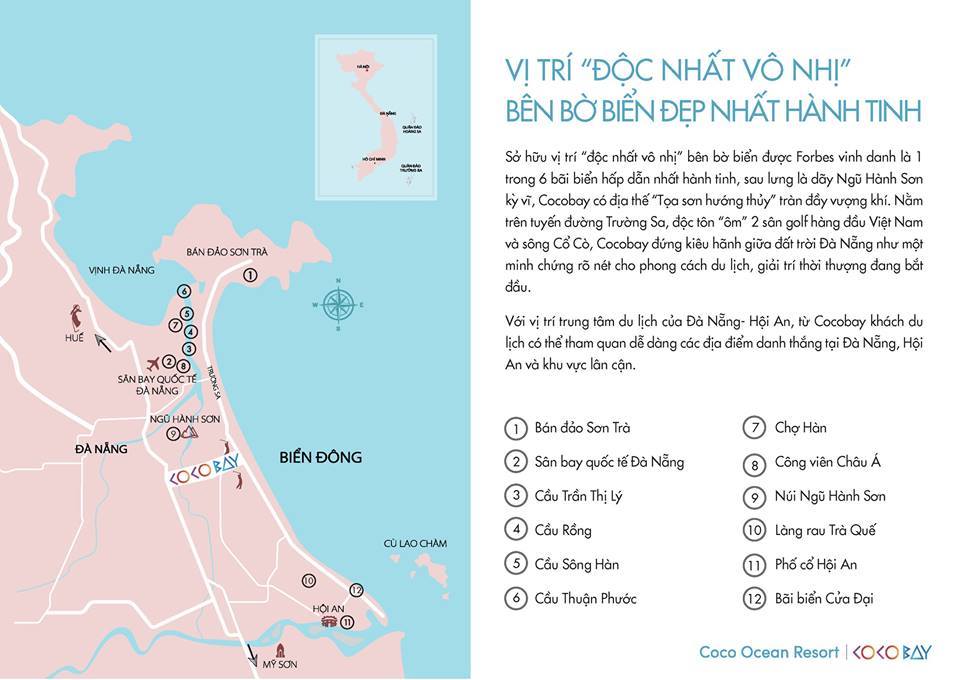 HÀ NỘI
ĐÀ NẴNG
QUẦN ĐẢO
HOÀNG SA
HỒ CHÍ MINH
QUẦN ĐẢO
TRƯỜNG SA
BÁN ĐẢO SƠN TRÀ
1
VỊNH ĐÀ NẴNG
6
5
7
4
3
2
8
N
W
E
S
HUẾ
SÂN BAY QUỐC TẾ
ĐÀ NẴNG
TRƯỜNG SA
NGŨ HÀNH SƠN
9
ĐÀ NẴNG
COCO BAY
BIỂN ĐÔNG
CÙ LAO CHÀM
10
12
HỘI AN
11
MỸ SƠN
VỊ TRÍ “ĐỘC NHẤT VÔ NHỊ”
BÊN BỜ BIỂN ĐẸP NHẤT HÀNH TINH
Sở hữu vị trí “độc nhất vô nhị” bên bờ biển được Forbes vinh danh là 1
trong 6 bãi biển hấp dẫn nhất hành tinh, sau lưng là dãy Ngũ Hành Sơn
kỳ vĩ, Cocobay có địa thế “Tọa sơn hướng thủy” tràn đầy vượng khí. Nằm
trên tuyến đường Trường Sa, độc tôn “ôm” 2 sân golf hàng đầu Việt Nam
và sông Cổ Cò, Cocobay đứng kiêu hãnh giữa đất trời Đà Nẵng như một
minh chứng rõ nét cho phong cách du lịch, giải trí thời thượng đang bắt
đầu.
Với vị trí trung tâm du lịch của Đà Nẵng- Hội An, từ Cocobay khách du
lịch có thể tham quan dễ dàng các địa điểm danh thắng tại Đà Nẵng, Hội
An và khu vực lân cận.
1 Bán đảo Sơn Trà
2 Sân bay quốc tế Đà Nẵng
3 Cầu Trần Thị Lý
4 Cầu Rồng
5 Cầu Sông Hàn
6 Cầu Thuận Phước
7 Chợ Hàn
8 Công viên Châu Á
9 Núi Ngũ Hành Sơn
10 Làng rau Trà Quế
11 Phố cổ Hội An
12 Bãi biển Cửa Đại
Coco Ocean Resort | COCO BAY